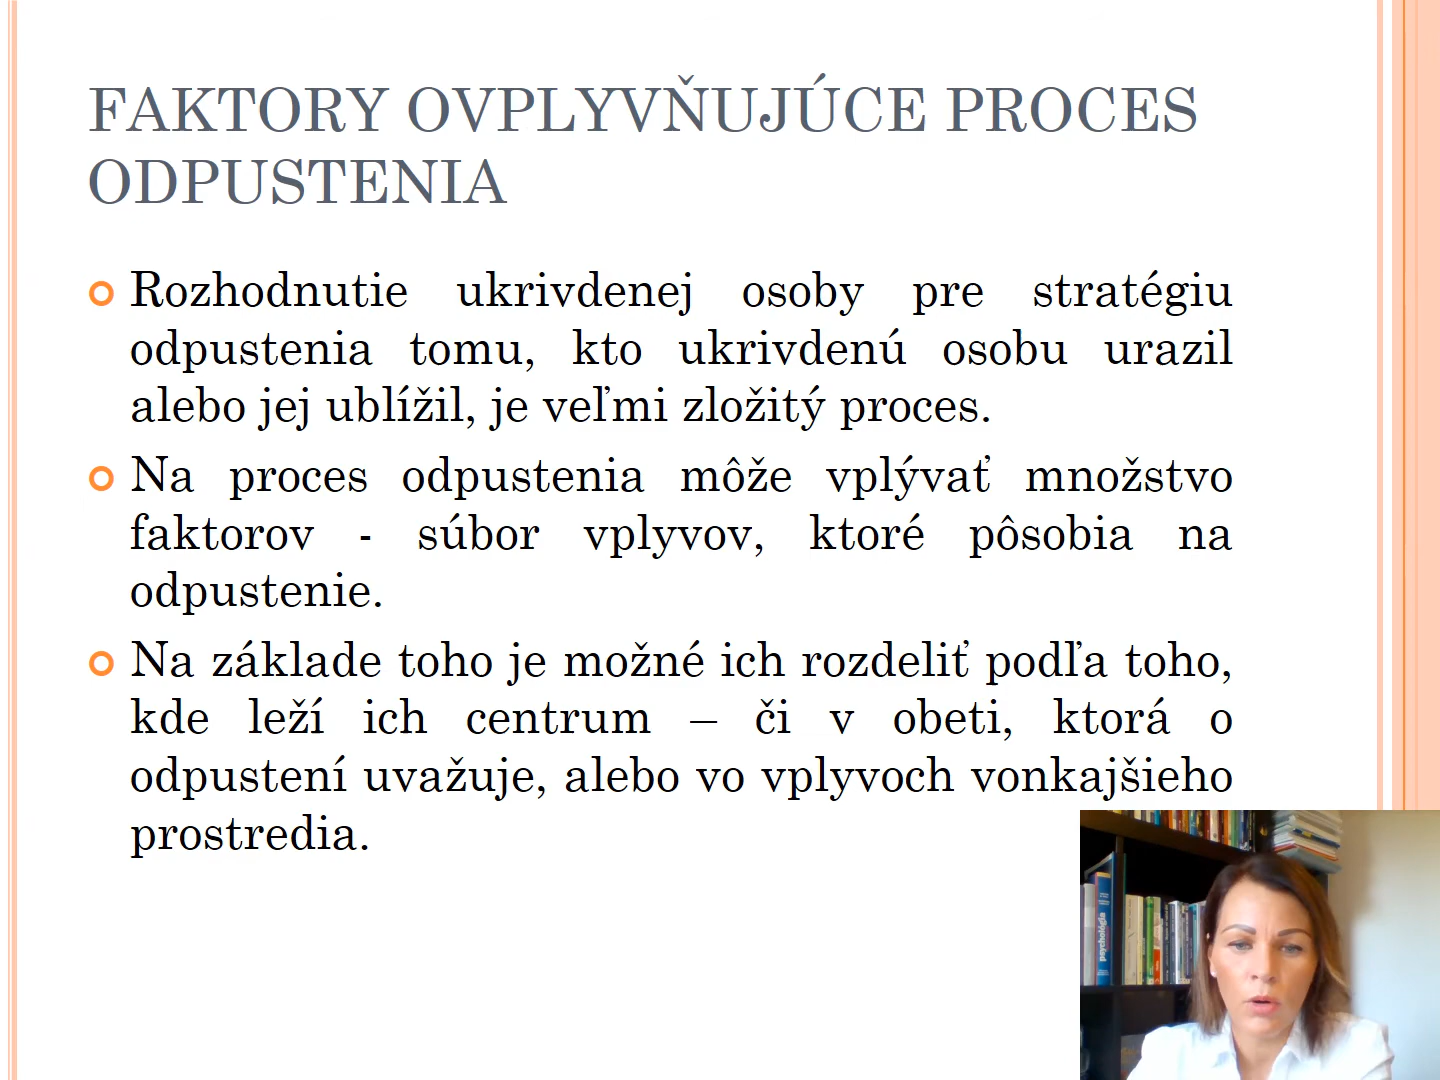 FAKTORY OVPLYVŇUJÚCE PROCES
ODPUSTENIA
Rozhodnutie ukrivdenej osoby pre stratégiu
odpustenia tomu, kto ukrivdenú osobu urazil
alebo jej ublížil, je veľmi zložitý proces.
Na proces odpustenia môže vplývať množstvo
faktorov - súbor vplyvov, ktoré pôsobia na
odpustenie.
Na základe toho je možné ich rozdeliť podľa toho,
kde leží ich centrum – či v obeti, ktorá o
odpustení uvažuje, alebo vo vplyvoch vonkajšieho
prostredia.
psychológia